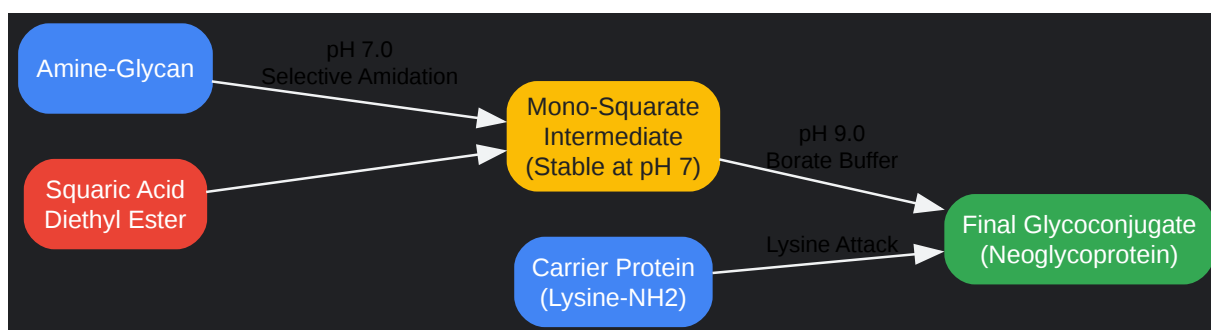 Amine-Glycan
pH 7.0
Selective Amidation
Squaric Acid
Diethyl Ester
Mono-Squarate
Intermediate
(Stable at pH 7)
pH 9.0
Borate Buffer
Carrier Protein
(Lysine-NH2)
Lysine Attack
Final Glycoconjugate
(Neoglycoprotein)